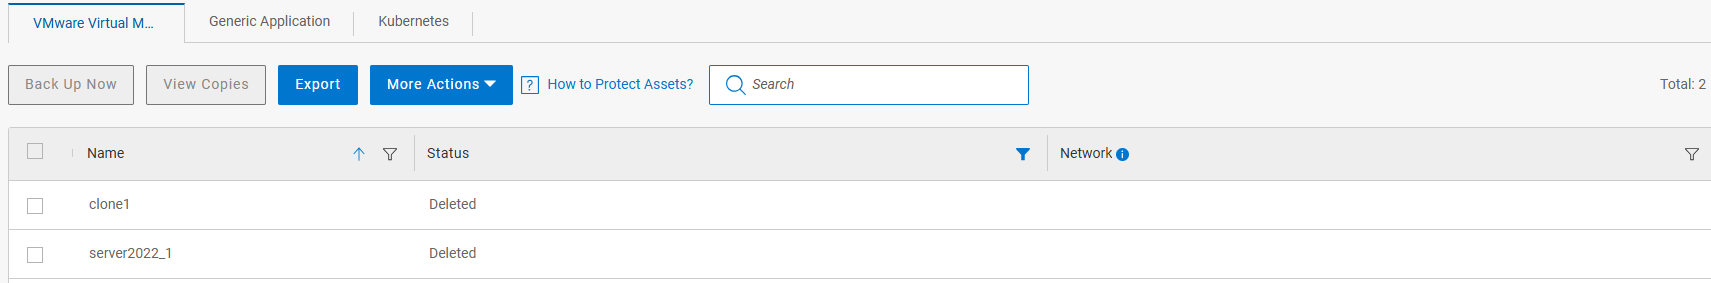 VMware Virtual M...
Generic Application
Kubernetes
Back Up Now
View Copies
Export
More Actions
? How to Protect Assets?
Search
Total: 2
Name
Status
Network i
clone1
Deleted
server2022_1
Deleted